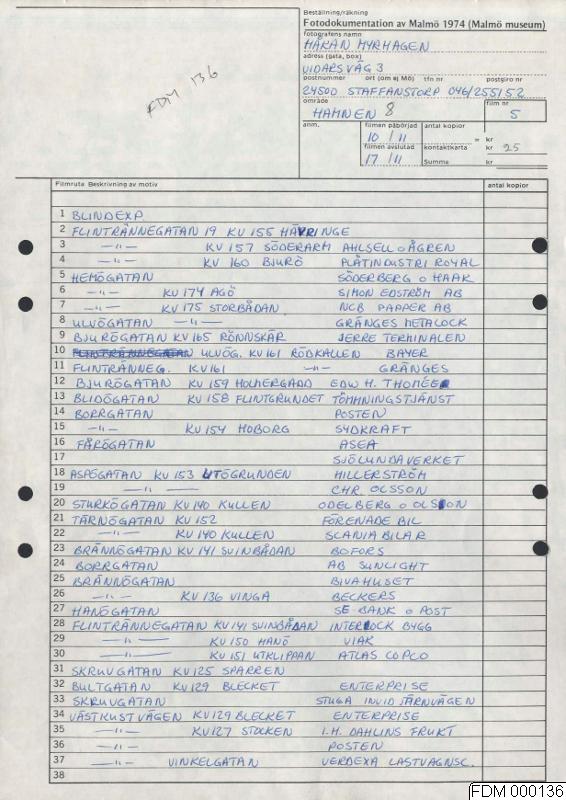 Beställning/räkning
Fotodokumentation av Malmö 1974 (Malmö museum)
fotografens namn
HÅKAN MYRHAGEN
adress (gata, box)
VIDARSVÄG 3
postnummer ort (om ej Mö) tfn nr postgiro nr
24500 STAFFANSTORP 046/255152
område film nr
HAMNEN 8 5
FDM 136
anm. filmen påbörjad antal kopior
10/11 = kr
filmen avslutad kontaktkarta kr 25
17/11 Summa kr
Filmruta Beskrivning av motiv antal kopior
1 BLINDEXP.
2 FLINTRÄNNEGATAN 19 KV 155 HÄVRINGE
3 —"— KV 157 SÖDERARM AHLSELL o ÅGREN
4 —"— KV 160 BJURÖ PLÅTINDUSTRI ROYAL
5 HEMÖGATAN SÖDERBERG o HAAK
6 —"— KV 174 AGÖ SIMON EDSTRÖM AB
7 —"— KV 175 STORBÅDAN NCB PAPPER AB
8 ULVÖGATAN —"— GRÄNGES METALOCK
9 BJURÖGATAN KV 165 RÖNNSKÄR JERRE TERMINALEN
10 FLINTRÄNNEGATAN ULVÖG. KV 161 RÖDKALLEN BAYER
11 FLINTRÄNNEG. KV 161 —"— GRÄNGES
12 BJURÖGATAN KV 159 HOLMERGADD EDW H. THOMÉE
13 BLIDÖGATAN KV 158 FLINTGRUNDET TÖMMNINGSTJÄNST
14 BORRGATAN POSTEN
15 —"— KV 154 HOBORG SYDKRAFT
16 FÅRÖGATAN ASEA
17 SJÖLUNDAVERKET
18 ASPÖGATAN KV 153 UTÖGRUNDEN HILLERSTRÖM
19 —"— CHR. OLSSON
20 STURKÖGATAN KV 140 KULLEN ODELBERG o OLSSON
21 TÄRNÖGATAN KV 152 FÖRENADE BIL
22 —"— KV 140 KULLEN SCANIA BILAR
23 BRÄNNÖGATAN KV 141 SVINBÅDAN BOFORS
24 BORRGATAN AB SUNLIGHT
25 BRÄNNÖGATAN BIVAHUSET
26 —"— KV 136 VINGA BECKERS
27 HANÖGATAN SE-BANK o POST
28 FLINTRÄNNEGATAN KV 141 SVINBÅDAN INTERLOCK BYGG
29 —"— KV 150 HANÖ VIAK
30 —"— KV 151 UTKLIPPAN ATLAS COPCO
31 SKRUVGATAN KV 125 SPARREN
32 BULTGATAN KV 129 BLECKET ENTERPRISE
33 SKRUVGATAN STUGA INVID JÄRNVÄGEN
34 VÄSTKUSTVÄGEN KV 129 BLECKET ENTERPRISE
35 —"— KV 127 STOCKEN I.H. DAHLINS FRUKT
36 —"— POSTEN
37 —"— VINKELGATAN VERDEXA LASTVAGNSC.
38
FDM 000136